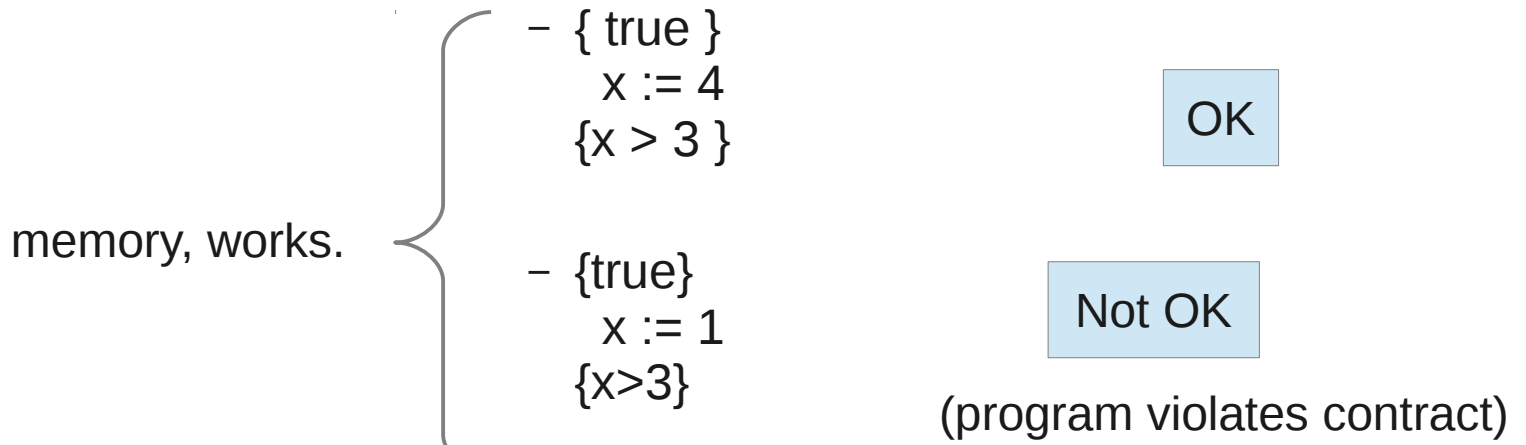 – { true }
x := 4
{x > 3 }
OK
memory, works.
– {true}
x := 1
{x>3}
Not OK
(program violates contract)